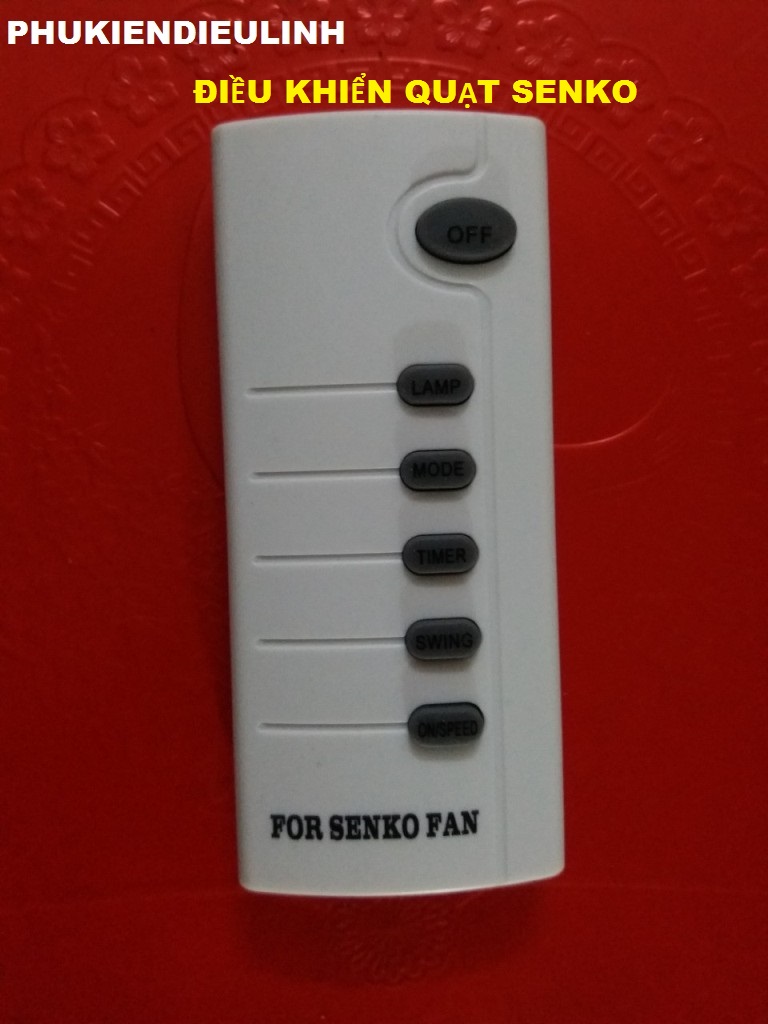 PHUKIENDIEULINH
ĐIỀU KHIỂN QUẠT SENKO
OFF
LAMP
MODE
TIMER
SWING
ON/SPEED
FOR SENKO FAN